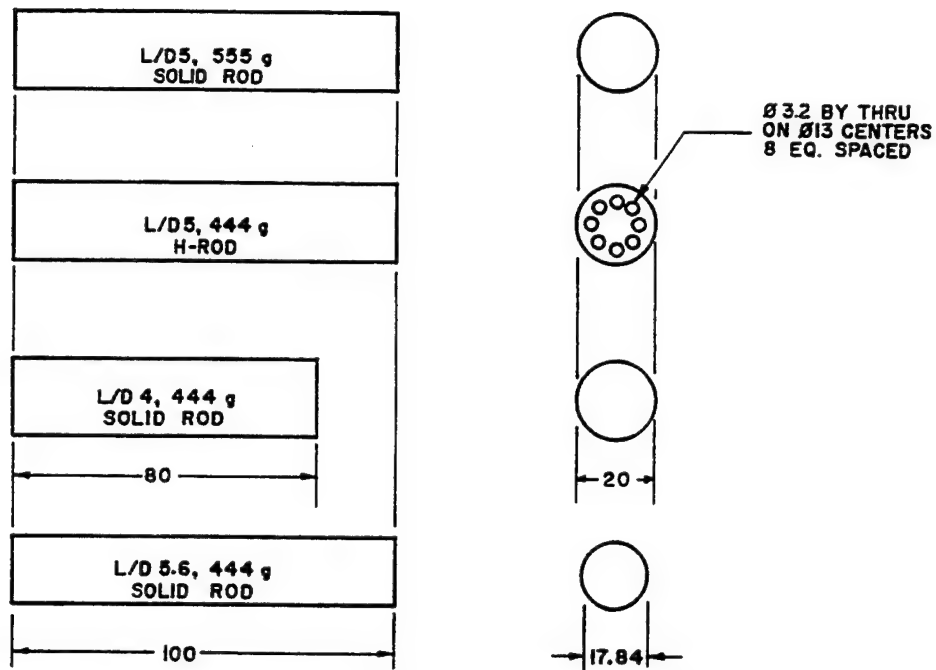 L/D5, 555 g
SOLID ROD
Ø 3.2 BY THRU
ON Ø13 CENTERS
8 EQ. SPACED
L/D5, 444 g
H-ROD
L/D 4, 444 g
SOLID ROD
80
20
L/D 5.6, 444 g
SOLID ROD
100
17.84